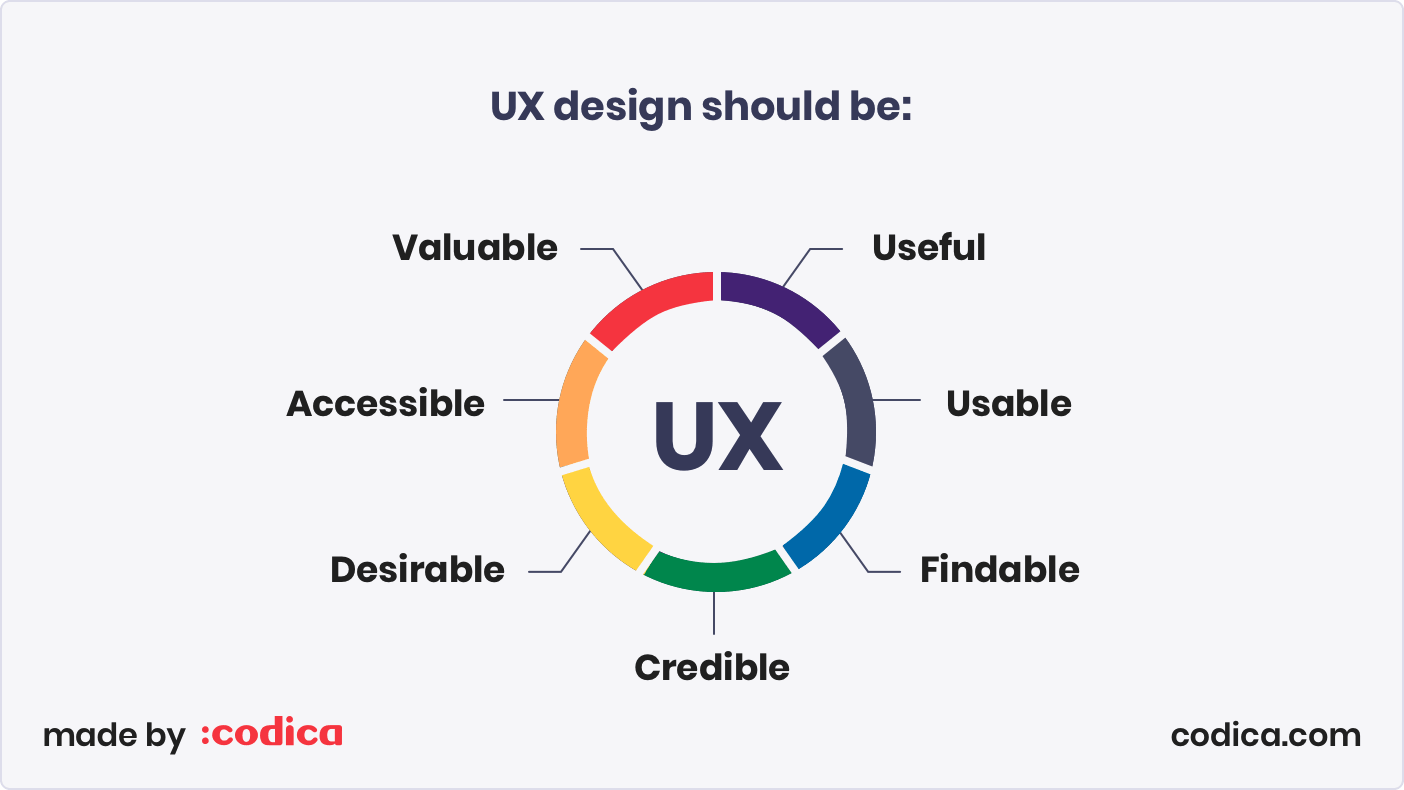 UX design should be:
Valuable
Useful
Accessible
UX
Usable
Desirable
Findable
Credible
made by :codica
codica.com